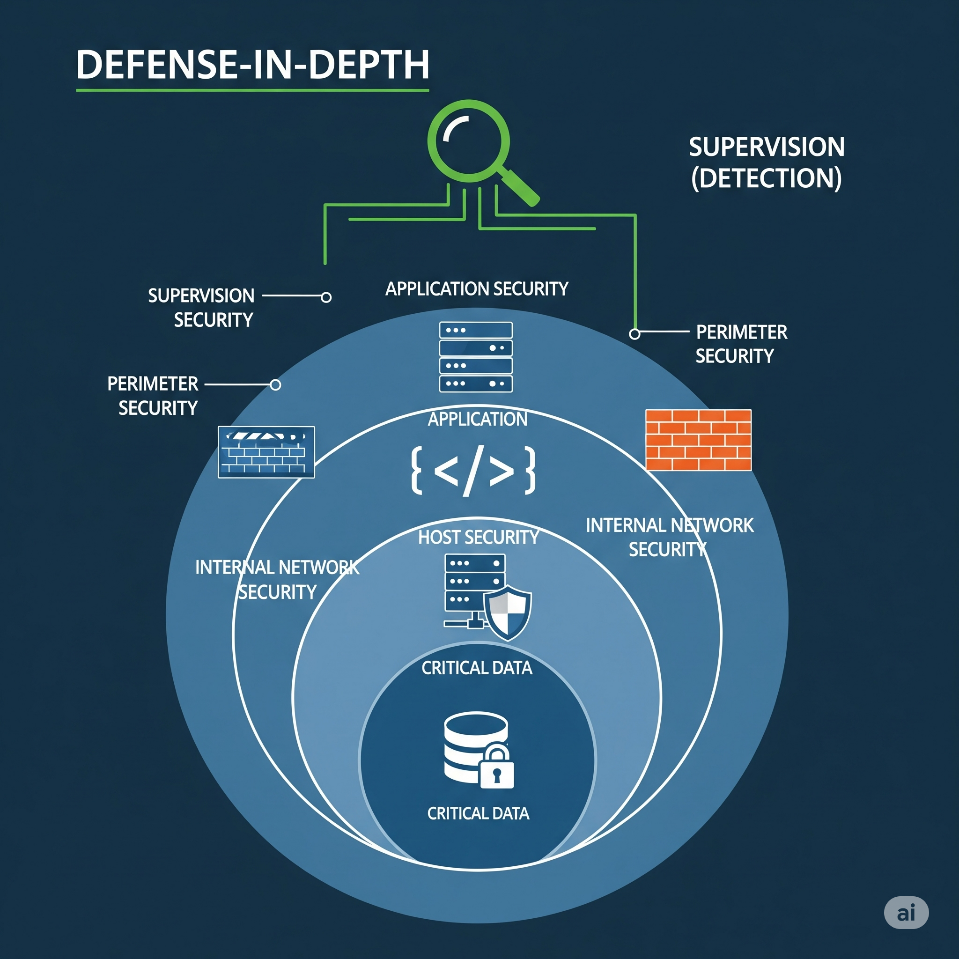 DEFENSE-IN-DEPTH
SUPERVISION
(DETECTION)
SUPERVISION
SECURITY
APPLICATION SECURITY
PERIMETER
SECURITY
PERIMETER
SECURITY
APPLICATION
{</>}
INTERNAL NETWORK
SECURITY
HOST SECURITY
INTERNAL NETWORK
SECURITY
CRITICAL DATA
CRITICAL DATA
ai